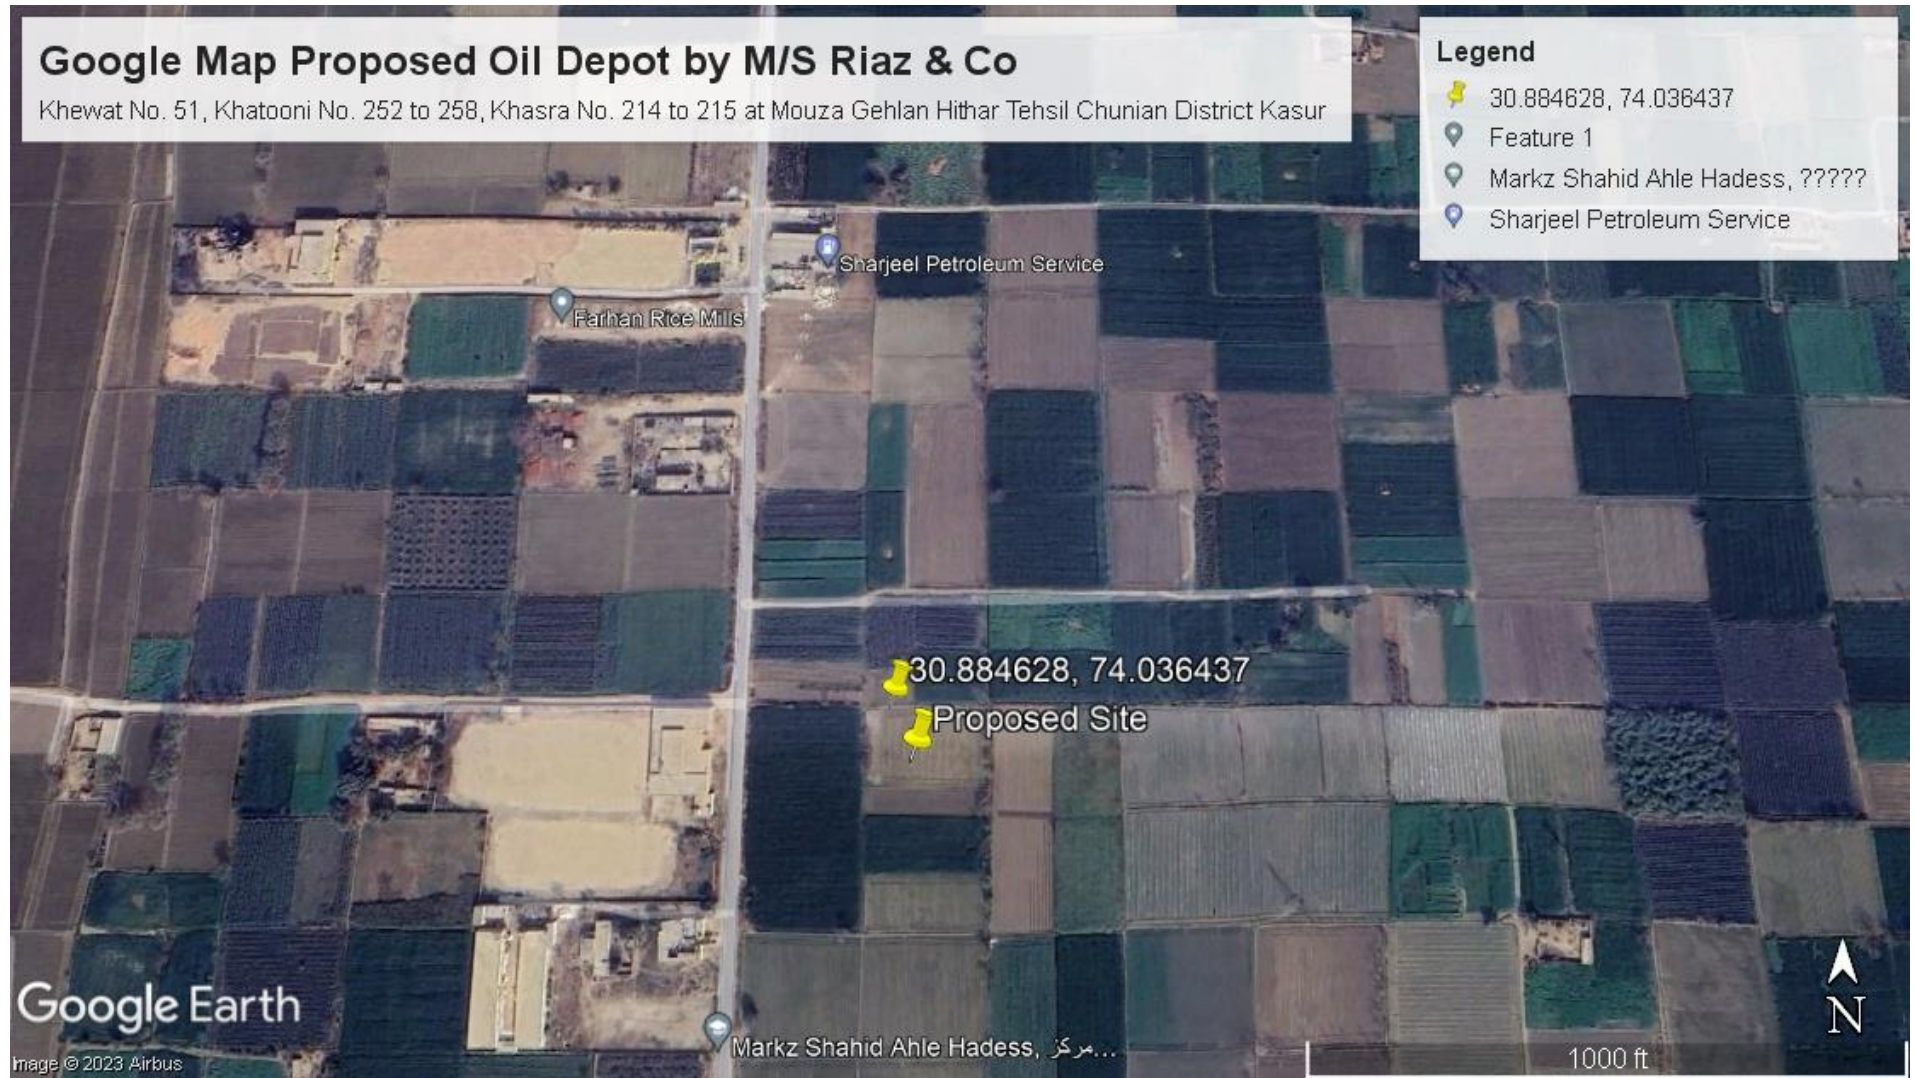 Google Map Proposed Oil Depot by M/S Riaz & Co
Khewat No. 51, Khatooni No. 252 to 258, Khasra No. 214 to 215 at Mouza Gehlan Hithar Tehsil Chunian District Kasur
Legend
30.884628, 74.036437
Feature 1
Markz Shahid Ahle Hadess, ?????
Sharjeel Petroleum Service
Sharjeel Petroleum Service
Farhan Rice Mills
30.884628, 74.036437
Proposed Site
Markz Shahid Ahle Hadess, مركز...
Google Earth
Image © 2023 Airbus
N
1000 ft